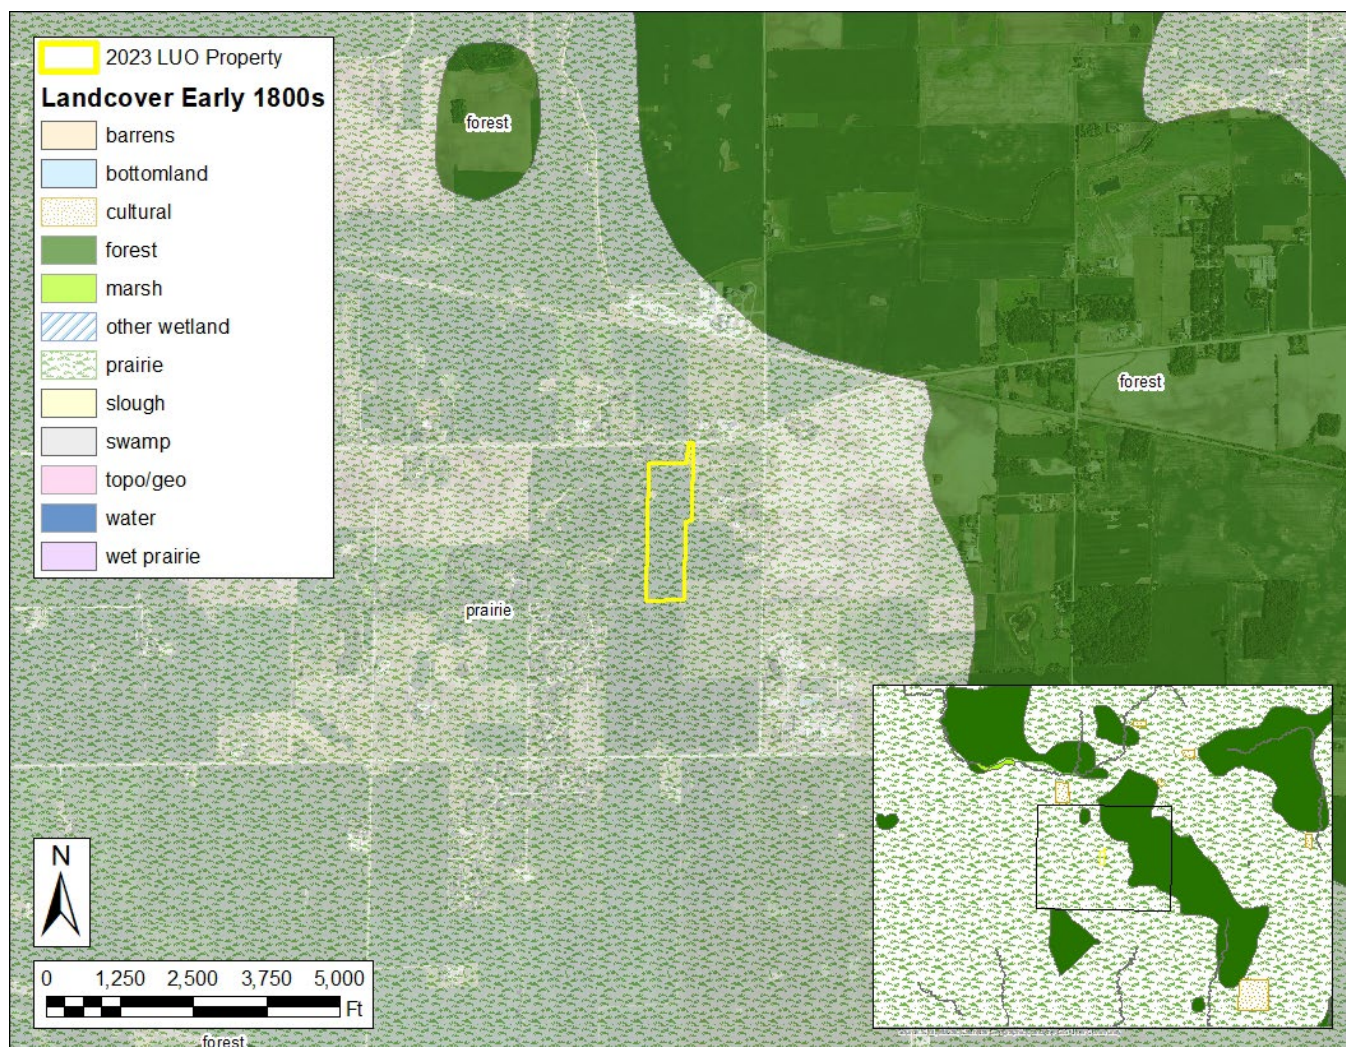 2023 LUO Property
Landcover Early 1800s
barrens
bottomland
cultural
forest
marsh
other wetland
prairie
slough
swamp
topo/geo
water
wet prairie
forest
forest
prairie
N
0 1,250 2,500 3,750 5,000
Ft
forest